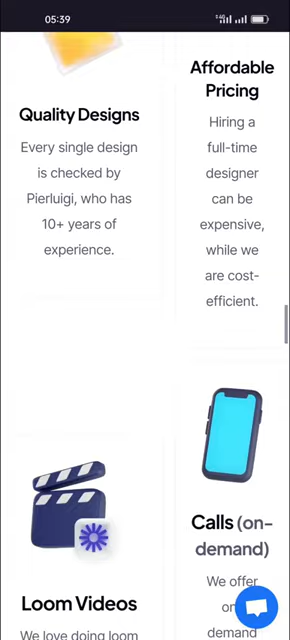 05:39
Quality Designs
Every single design
is checked by
Pierluigi, who has
10+ years of
experience.
Affordable
Pricing
Hiring a
full-time
designer
can be
expensive,
while we
are cost-
efficient.
Loom Videos
We love doing loom
Calls (on-
demand)
We offer
on-
demand